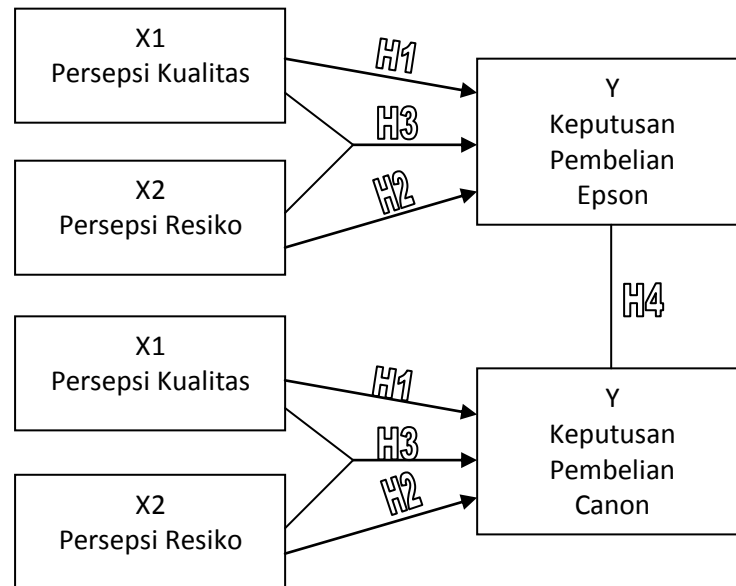 X1
Persepsi Kualitas
H1
Y
Keputusan
Pembelian
Epson
H3
X2
Persepsi Resiko
H2
H4
X1
Persepsi Kualitas
H1
Y
Keputusan
Pembelian
Canon
H3
X2
Persepsi Resiko
H2